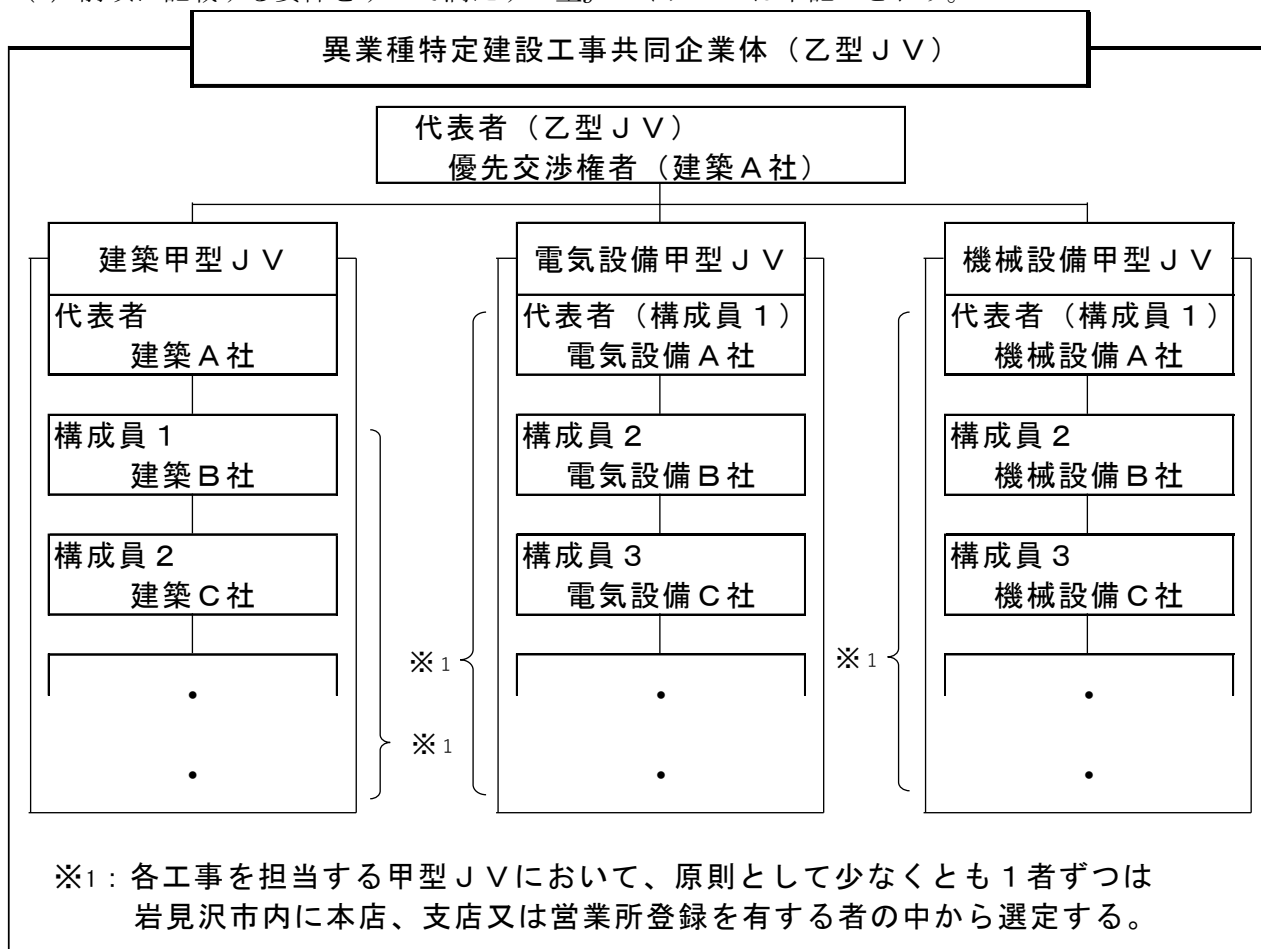 異業種特定建設工事共同企業体（乙型ＪＶ）
代表者（乙型ＪＶ）
優先交渉権者（建築Ａ社）
建築甲型ＪＶ
代表者
建築Ａ社
構成員１
建築Ｂ社
構成員２
建築Ｃ社
・
・
※1
電気設備甲型ＪＶ
代表者（構成員１）
電気設備Ａ社
構成員２
電気設備Ｂ社
構成員３
電気設備Ｃ社
・
・
※1
機械設備甲型ＪＶ
代表者（構成員１）
機械設備Ａ社
構成員２
機械設備Ｂ社
構成員３
機械設備Ｃ社
・
・
※1
※1：各工事を担当する甲型ＪＶにおいて、原則として少なくとも１者ずつは
岩見沢市内に本店、支店又は営業所登録を有する者の中から選定する。